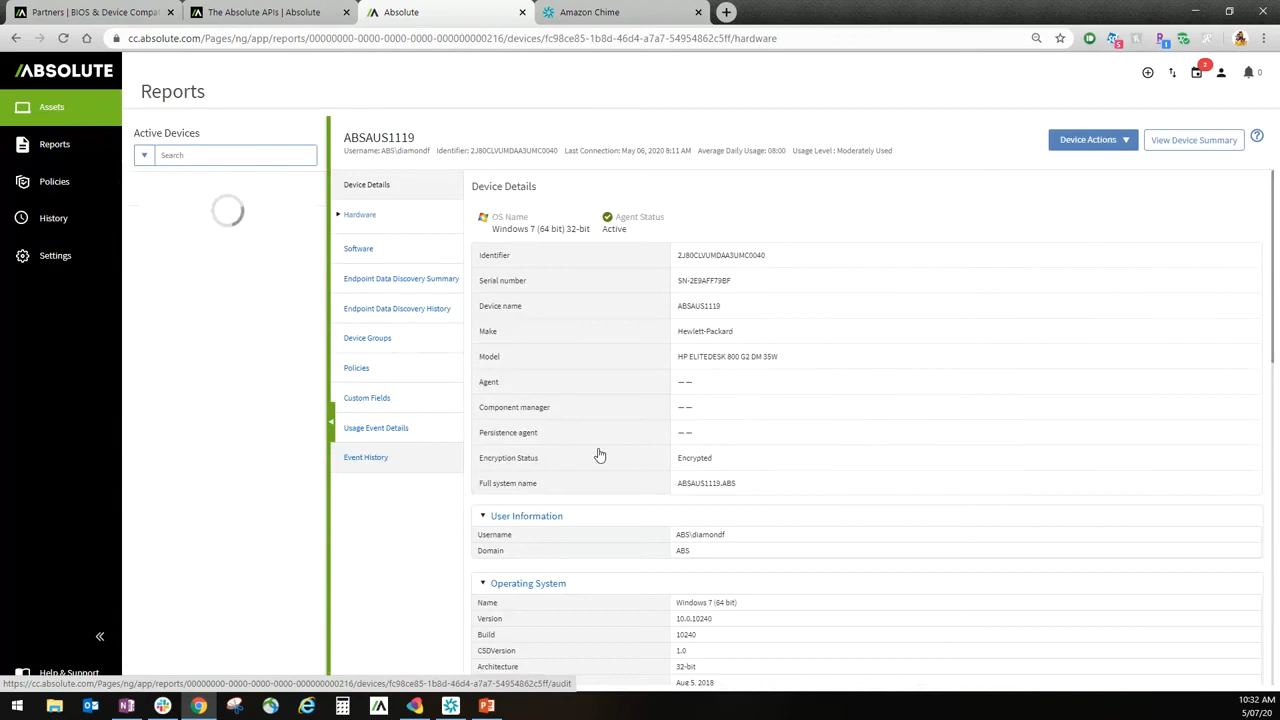 Partners | BIOS & Device Compat
The Absolute APIs | Absolute
Absolute
Amazon Chime
cc.absolute.com/Pages/ng/app/reports/00000000-0000-0000-0000-000000000016/devices/fc98ce85-1b8d-46d4-a7a7-54954862c5ff/hardware
5
1
ABSOLUTE
2
0
Reports
Assets
Reports
Policies
History
Settings
Help & Support
Active Devices
Search
ABSAUS1119
Username: ABS\diamondf Identifier: 2J80CLVUMDAA3UMC0040 Last Connection: May 06, 2020 8:11 AM Average Daily Usage: 08:00 Usage Level : Moderately Used
Device Actions
View Device Summary
Device Details
Hardware
Software
Endpoint Data Discovery Summary
Endpoint Data Discovery History
Device Groups
Policies
Custom Fields
Usage Event Details
Event History
Device Details
OS Name
Windows 7 (64 bit) 32-bit
Agent Status
Active
Identifier 2J80CLVUMDAA3UMC0040
Serial number SN-2E9AFF79BF
Device name ABSAUS1119
Make Hewlett-Packard
Model HP ELITEDESK 800 G2 DM 35W
Agent — —
Component manager — —
Persistence agent — —
Encryption Status Encrypted
Full system name ABSAUS1119.ABS
User Information
Username ABS\diamondf
Domain ABS
Operating System
Name Windows 7 (64 bit)
Version 10.0.10240
Build 10240
CSDVersion 1.0
Architecture 32-bit
Aug 5, 2018
https://cc.absolute.com/Pages/ng/app/reports/00000000-0000-0000-0000-000000000016/devices/fc98ce85-1b8d-46d4-a7a7-54954862c5ff/audit
10:32 AM
5/07/20